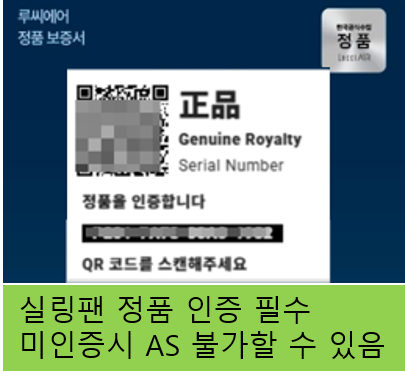 루씨에어
정품 보증서
한국공식수입
정 품
LUCCIAIR
正品
Genuine Royalty
Serial Number
정품을 인증합니다
QR 코드를 스캔해주세요
실링팬 정품 인증 필수
미인증시 AS 불가할 수 있음